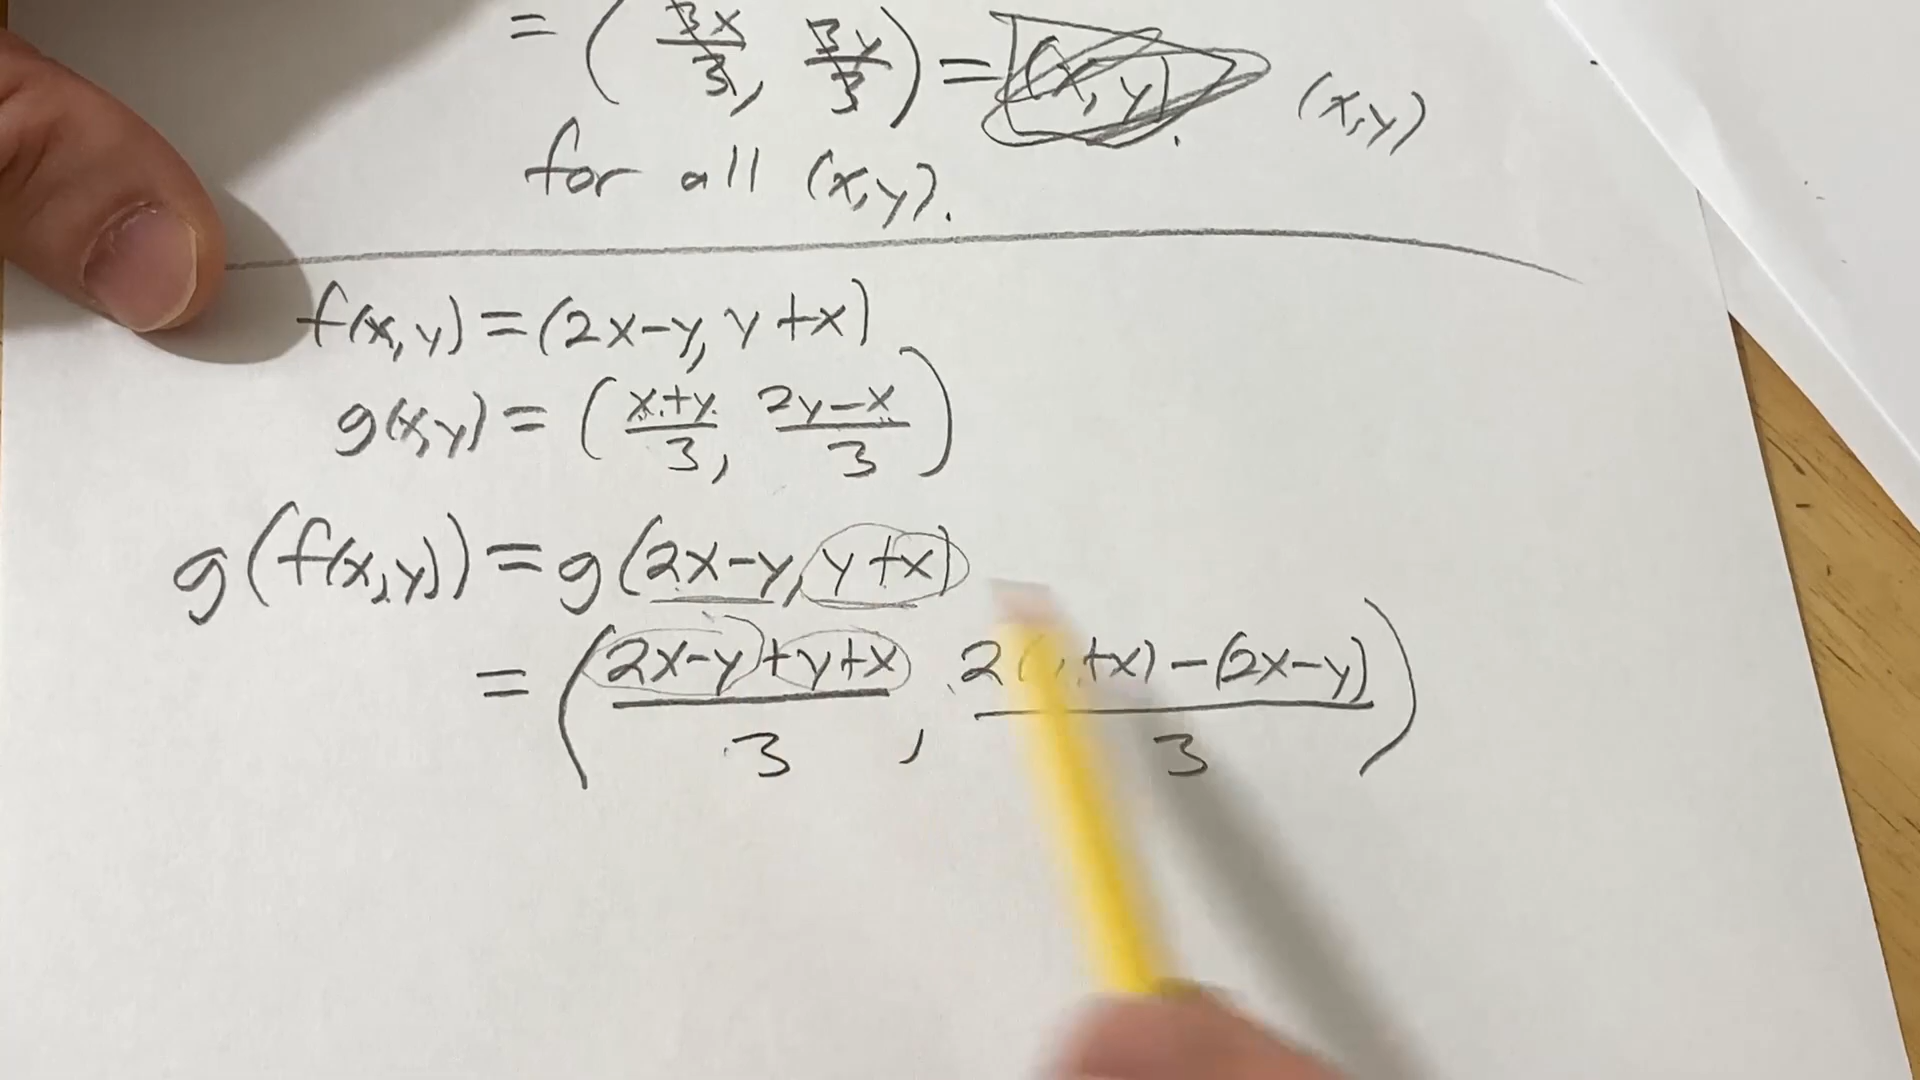 = (3x/3, 3y/3) = (x,y). (x,y)
for all (x,y).
f(x,y) = (2x-y, y+x)
g(x,y) = (x+y/3, 2y-x/3)
g(f(x,y)) = g(2x-y, y+x)
= (2x-y+y+x/3, 2( +x)-(2x-y)/3)